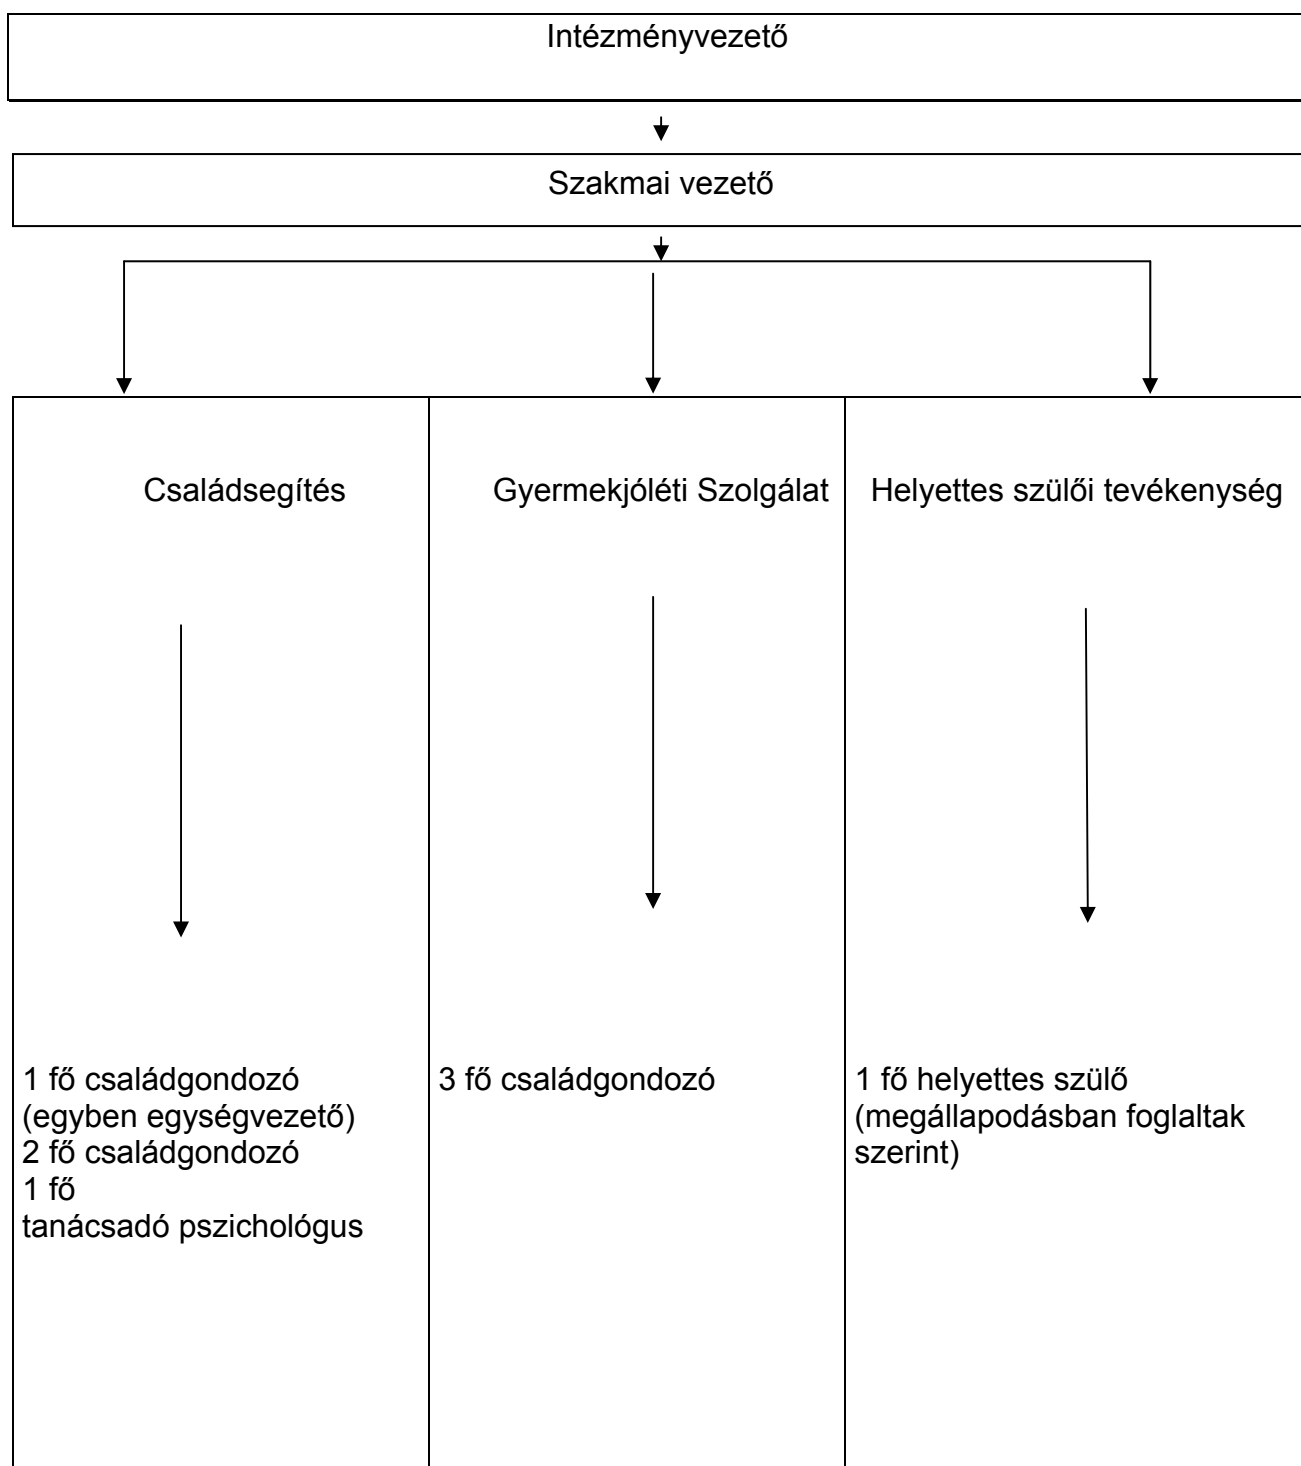 Intézményvezető
Szakmai vezető
Családsegítés
Gyermekjóléti Szolgálat
Helyettes szülői tevékenység
1 fő családgondozó
(egyben egységvezető)
2 fő családgondozó
1 fő
tanácsadó pszichológus
3 fő családgondozó
1 fő helyettes szülő
(megállapodásban foglaltak
szerint)